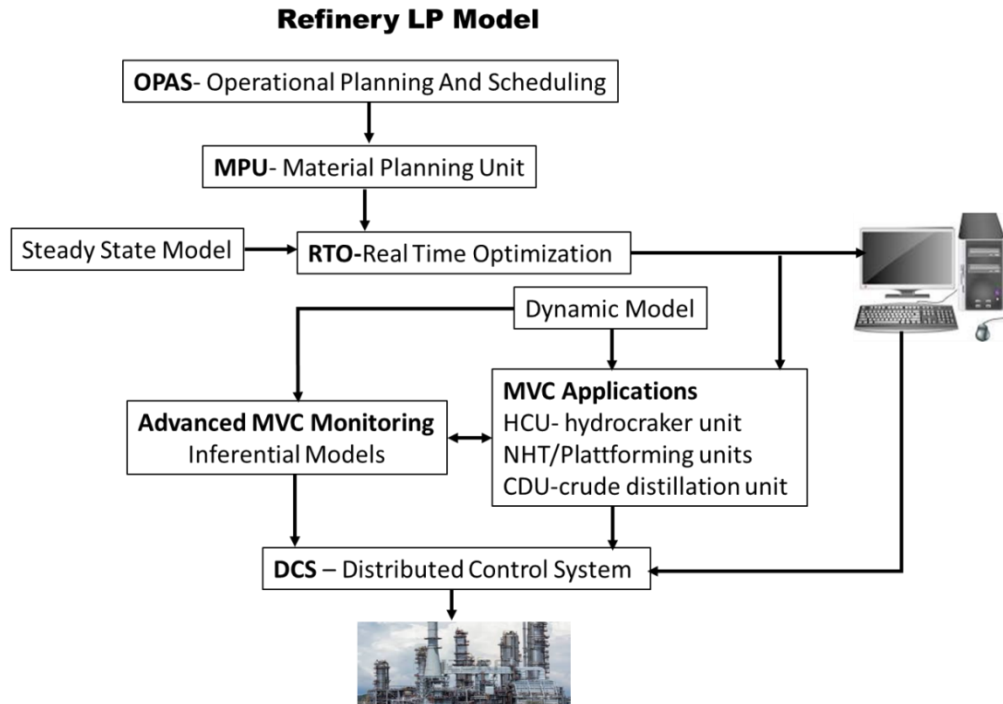 Refinery LP Model
OPAS- Operational Planning And Scheduling
MPU- Material Planning Unit
Steady State Model
RTO-Real Time Optimization
Dynamic Model
Advanced MVC Monitoring
Inferential Models
MVC Applications
HCU- hydrocraker unit
NHT/Plattforming units
CDU-crude distillation unit
DCS – Distributed Control System